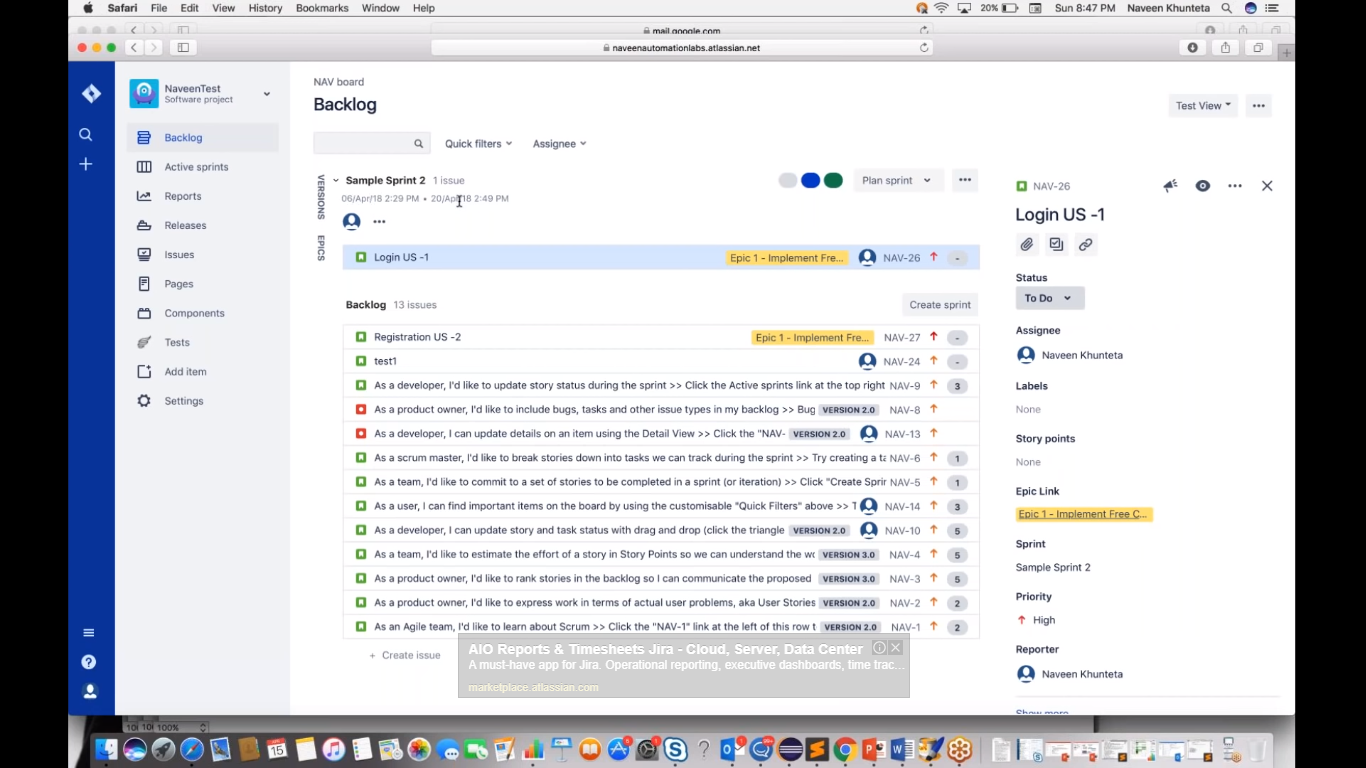 Safari File Edit View History Bookmarks Window Help 20% Sun 8:47 PM Naveen Khunteta
mail.google.com
naveenautomationlabs.atlassian.net
NaveenTest
Software project
Backlog
Active sprints
Reports
Releases
Issues
Pages
Components
Tests
Add item
Settings
NAV board
Backlog
Test View
Quick filters Assignee
VERSIONS
EPICS
Sample Sprint 2 1 issue Plan sprint
06/Apr/18 2:29 PM • 20/Apr/18 2:49 PM
Login US -1 Epic 1 - Implement Fre... NAV-26 -
Backlog 13 issues Create sprint
Registration US -2 Epic 1 - Implement Fre... NAV-27 -
test1 NAV-24 -
As a developer, I'd like to update story status during the sprint >> Click the Active sprints link at the top right NAV-9 3
As a product owner, I'd like to include bugs, tasks and other issue types in my backlog >> Bug VERSION 2.0 NAV-8
As a developer, I can update details on an item using the Detail View >> Click the "NAV- VERSION 2.0 NAV-13
As a scrum master, I'd like to break stories down into tasks we can track during the sprint >> Try creating a ta NAV-6 1
As a team, I'd like to commit to a set of stories to be completed in a sprint (or iteration) >> Click "Create Sprir NAV-5 1
As a user, I can find important items on the board by using the customisable "Quick Filters" above >> T NAV-14 3
As a developer, I can update story and task status with drag and drop (click the triangle VERSION 2.0 NAV-10 5
As a team, I'd like to estimate the effort of a story in Story Points so we can understand the wo VERSION 3.0 NAV-4 5
As a product owner, I'd like to rank stories in the backlog so I can communicate the proposed VERSION 3.0 NAV-3 5
As a product owner, I'd like to express work in terms of actual user problems, aka User Stories VERSION 2.0 NAV-2 2
As an Agile team, I'd like to learn about Scrum >> Click the "NAV-1" link at the left of this row t VERSION 2.0 NAV-1 2
+ Create issue
AIO Reports & Timesheets Jira - Cloud, Server, Data Center
A must-have app for Jira. Operational reporting, executive dashboards, time trac...
marketplace.atlassian.com
NAV-26
Login US -1
Status
To Do
Assignee
Naveen Khunteta
Labels
None
Story points
None
Epic Link
Epic 1 - Implement Free C...
Sprint
Sample Sprint 2
Priority
High
Reporter
Naveen Khunteta
Show more
100%
15